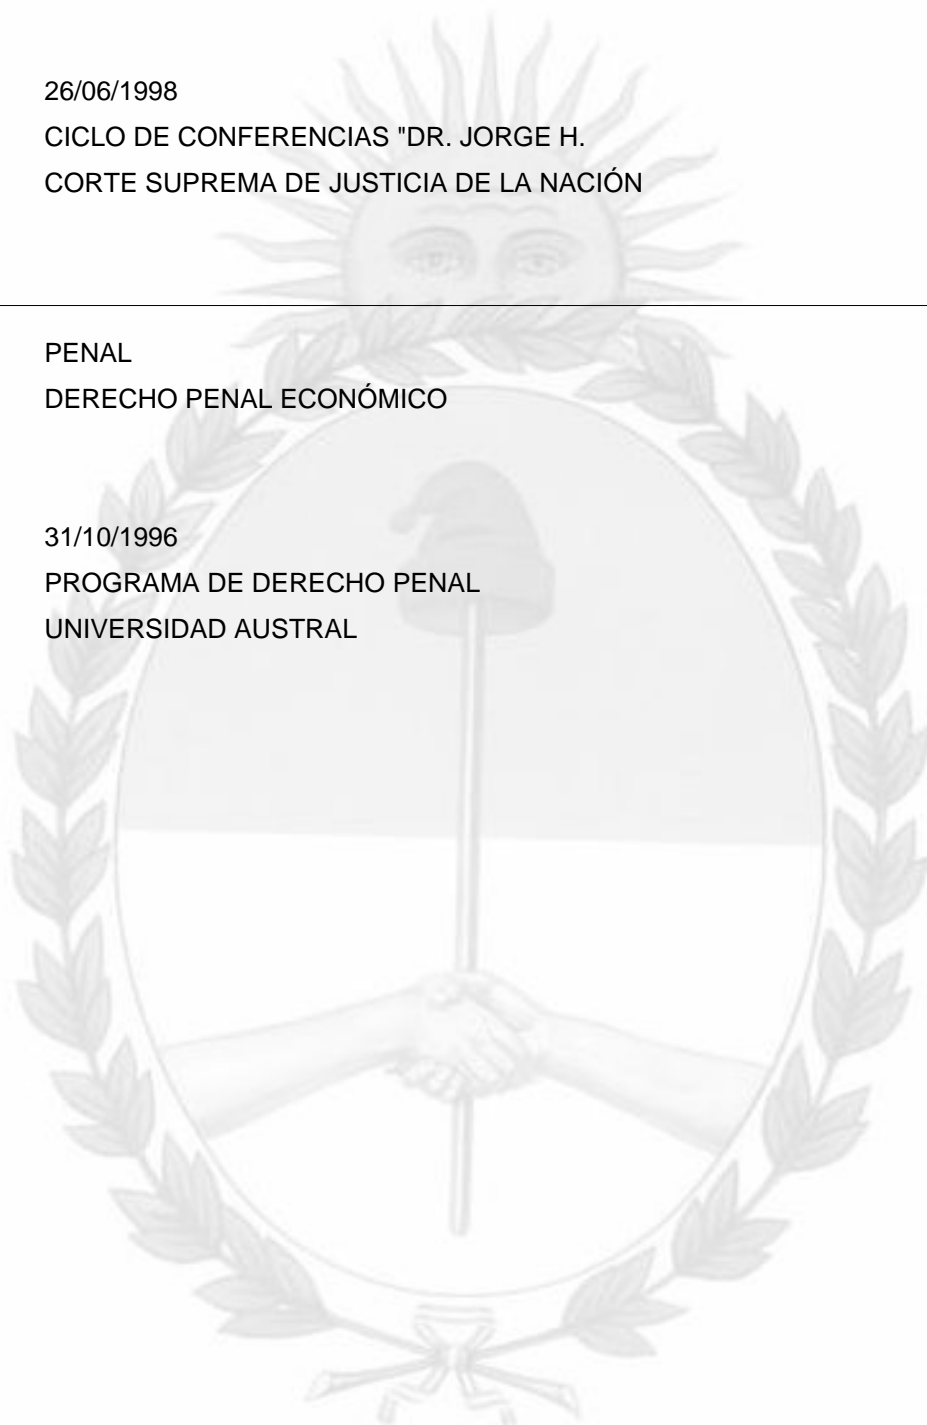 26/06/1998
CICLO DE CONFERENCIAS "DR. JORGE H.
CORTE SUPREMA DE JUSTICIA DE LA NACIÓN
PENAL
DERECHO PENAL ECONÓMICO
31/10/1996
PROGRAMA DE DERECHO PENAL
UNIVERSIDAD AUSTRAL